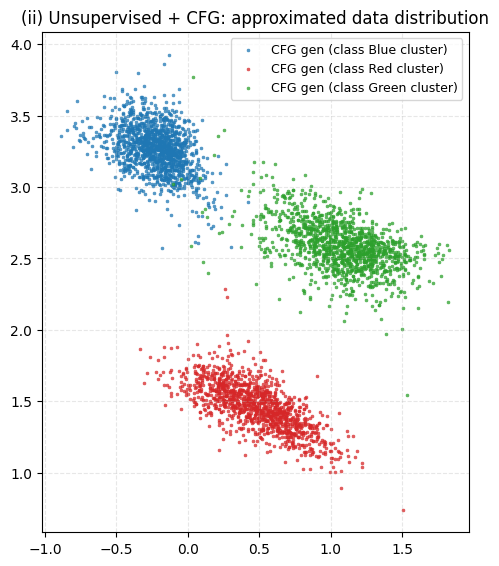 (ii) Unsupervised + CFG: approximated data distribution
CFG gen (class Blue cluster)
CFG gen (class Red cluster)
CFG gen (class Green cluster)
4.0
3.5
3.0
2.5
2.0
1.5
1.0
−1.0 −0.5 0.0 0.5 1.0 1.5